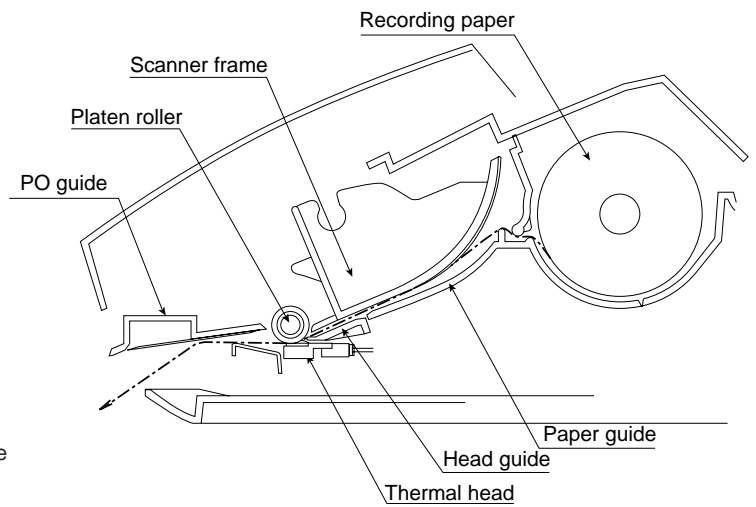 Recording paper
Scanner frame
Platen roller
PO guide
Paper guide
e
Head guide
Thermal head